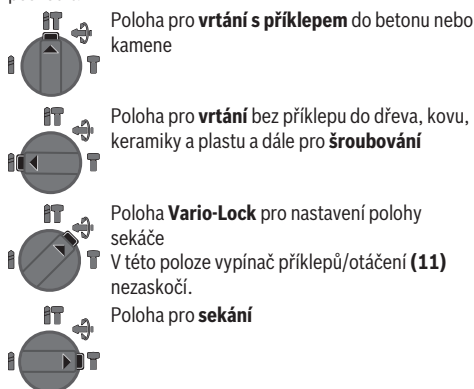 Poloha pro vrtání s příklepem do betonu nebo
kamene
Poloha pro vrtání bez příklepu do dřeva, kovu,
keramiky a plastu a dále pro šroubování
Poloha Vario-Lock pro nastavení polohy
sekáče
V této poloze vypínač příklepů/otáčení (11)
nezaskočí.
Poloha pro sekání